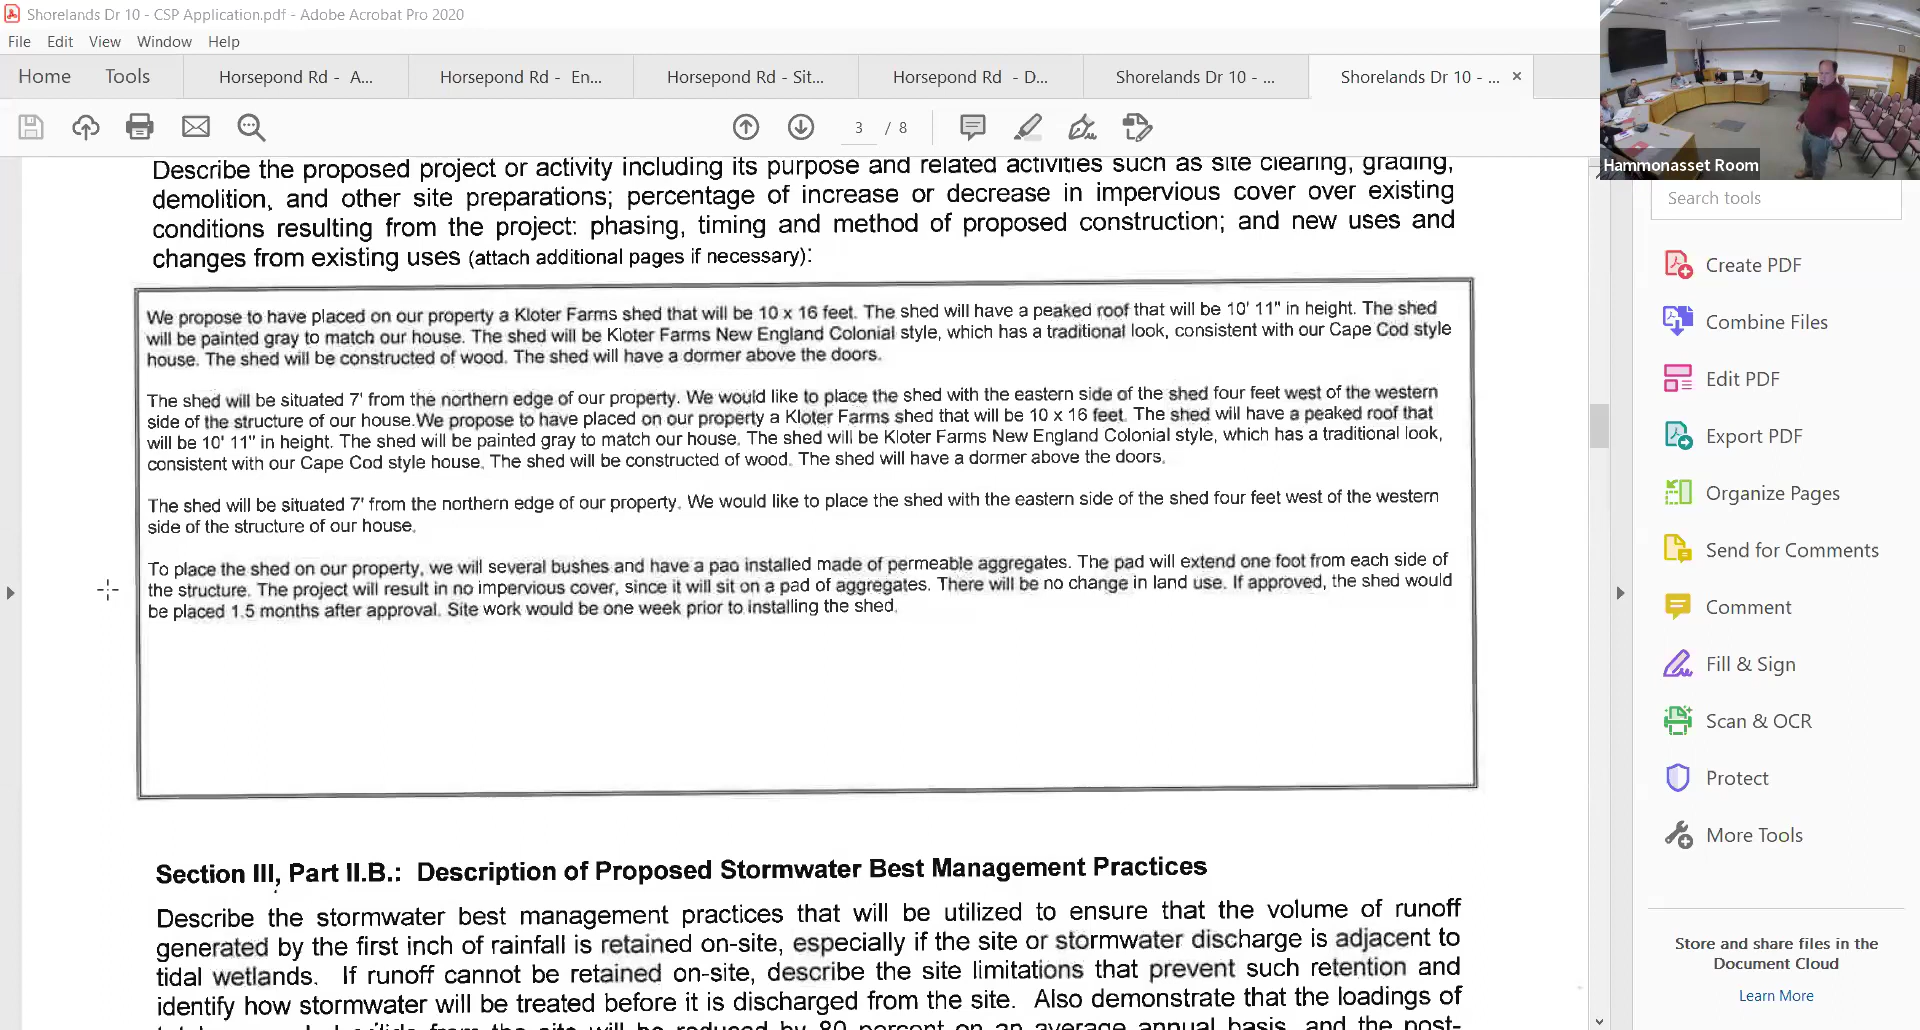 Shorelands Dr 10 - CSP Application.pdf - Adobe Acrobat Pro 2020
File Edit View Window Help
Home Tools Horsepond Rd - A... Horsepond Rd - En... Horsepond Rd - Sit... Horsepond Rd - D... Shorelands Dr 10 - ... Shorelands Dr 10 - ... ×
3 / 8
Hammonasset Room
Describe the proposed project or activity including its purpose and related activities such as site clearing, grading,
demolition, and other site preparations; percentage of increase or decrease in impervious cover over existing
conditions resulting from the project: phasing, timing and method of proposed construction; and new uses and
changes from existing uses (attach additional pages if necessary):
We propose to have placed on our property a Kloter Farms shed that will be 10 x 16 feet. The shed will have a peaked roof that will be 10' 11" in height. The shed
will be painted gray to match our house. The shed will be Kloter Farms New England Colonial style, which has a traditional look, consistent with our Cape Cod style
house. The shed will be constructed of wood. The shed will have a dormer above the doors.
The shed will be situated 7' from the northern edge of our property. We would like to place the shed with the eastern side of the shed four feet west of the western
side of the structure of our house.We propose to have placed on our property a Kloter Farms shed that will be 10 x 16 feet. The shed will have a peaked roof that
will be 10' 11" in height. The shed will be painted gray to match our house. The shed will be Kloter Farms New England Colonial style, which has a traditional look,
consistent with our Cape Cod style house. The shed will be constructed of wood. The shed will have a dormer above the doors.
The shed will be situated 7' from the northern edge of our property. We would like to place the shed with the eastern side of the shed four feet west of the western
side of the structure of our house.
To place the shed on our property, we will several bushes and have a pad installed made of permeable aggregates. The pad will extend one foot from each side of
the structure. The project will result in no impervious cover, since it will sit on a pad of aggregates. There will be no change in land use. If approved, the shed would
be placed 1.5 months after approval. Site work would be one week prior to installing the shed.
Section III, Part II.B.: Description of Proposed Stormwater Best Management Practices
Describe the stormwater best management practices that will be utilized to ensure that the volume of runoff
generated by the first inch of rainfall is retained on-site, especially if the site or stormwater discharge is adjacent to
tidal wetlands. If runoff cannot be retained on-site, describe the site limitations that prevent such retention and
identify how stormwater will be treated before it is discharged from the site. Also demonstrate that the loadings of
from the site will be reduced by 80 percent on an average annual basis, and the post-
Search tools
Create PDF
Combine Files
Edit PDF
Export PDF
Organize Pages
Send for Comments
Comment
Fill & Sign
Scan & OCR
Protect
More Tools
Store and share files in the
Document Cloud
Learn More